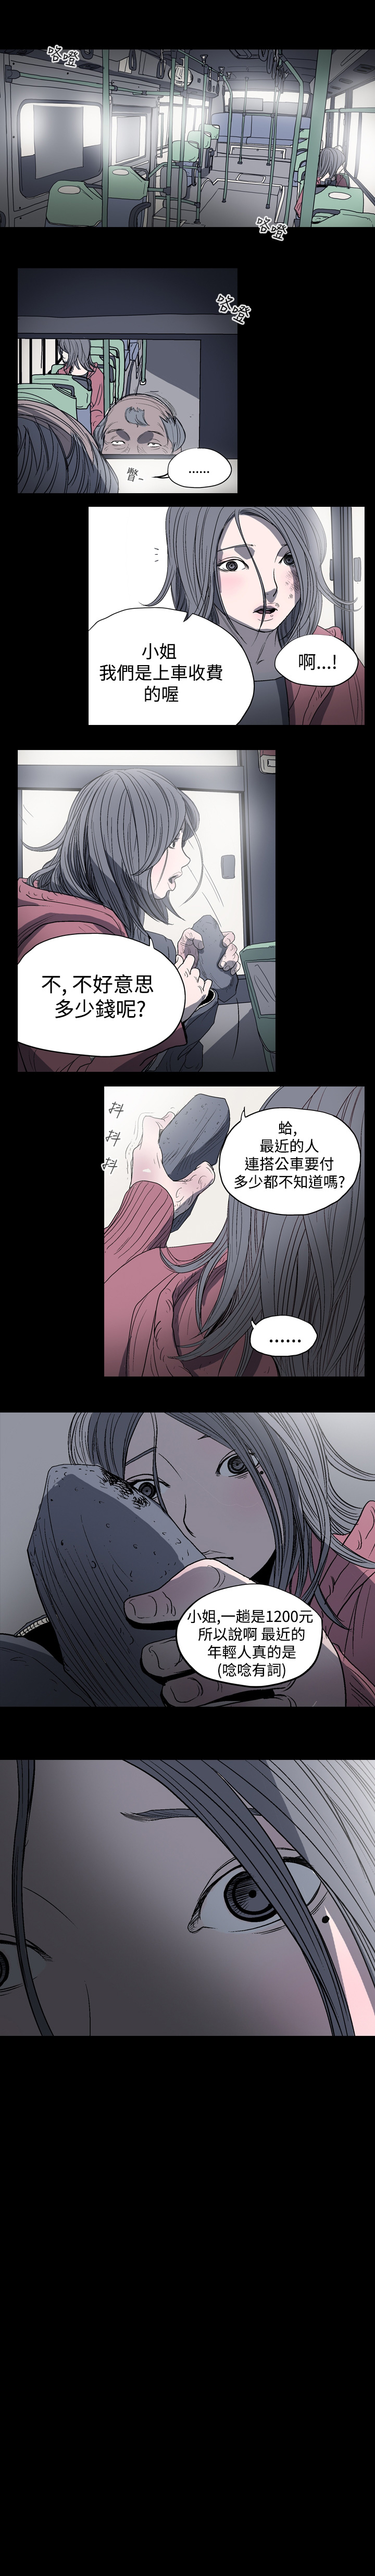 咯噔
咯噔
咯噔
瞥-
......
小姐
我們是上車收費
的喔
啊...!
不, 不好意思
多少錢呢?
抖
抖
抖
蛤,
最近的人
連搭公車要付
多少都不知道嗎?
......
小姐,一趟是1200元
所以說啊 最近的
年輕人真的是
(唸唸有詞)